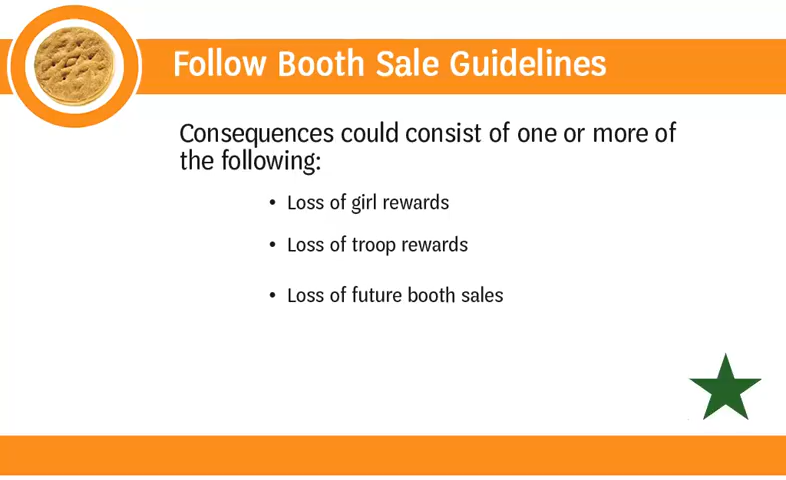 Follow Booth Sale Guidelines
Consequences could consist of one or more of
the following:
• Loss of girl rewards
• Loss of troop rewards
• Loss of future booth sales